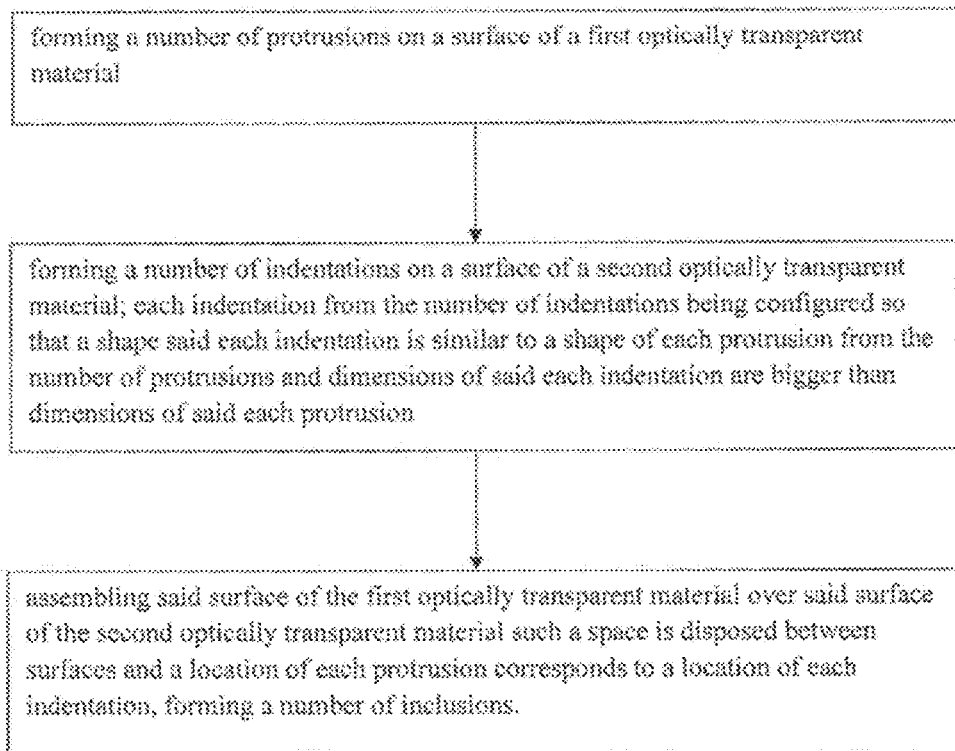 forming a number of protrusions on a surface of a first optically transparent
material
forming a number of indentations on a surface of a second optically transparent
material; each indentation from the number of indentations being configured so
that a shape said each indentation is similar to a shape of each protrusion from the
number of protrusions and dimensions of said each indentation are bigger than
dimensions of said each protrusion
assembling said surface of the first optically transparent material over said surface
of the second optically transparent material such a space is disposed between
surfaces and a location of each protrusion corresponds to a location of each
indentation, forming a number of inclusions.